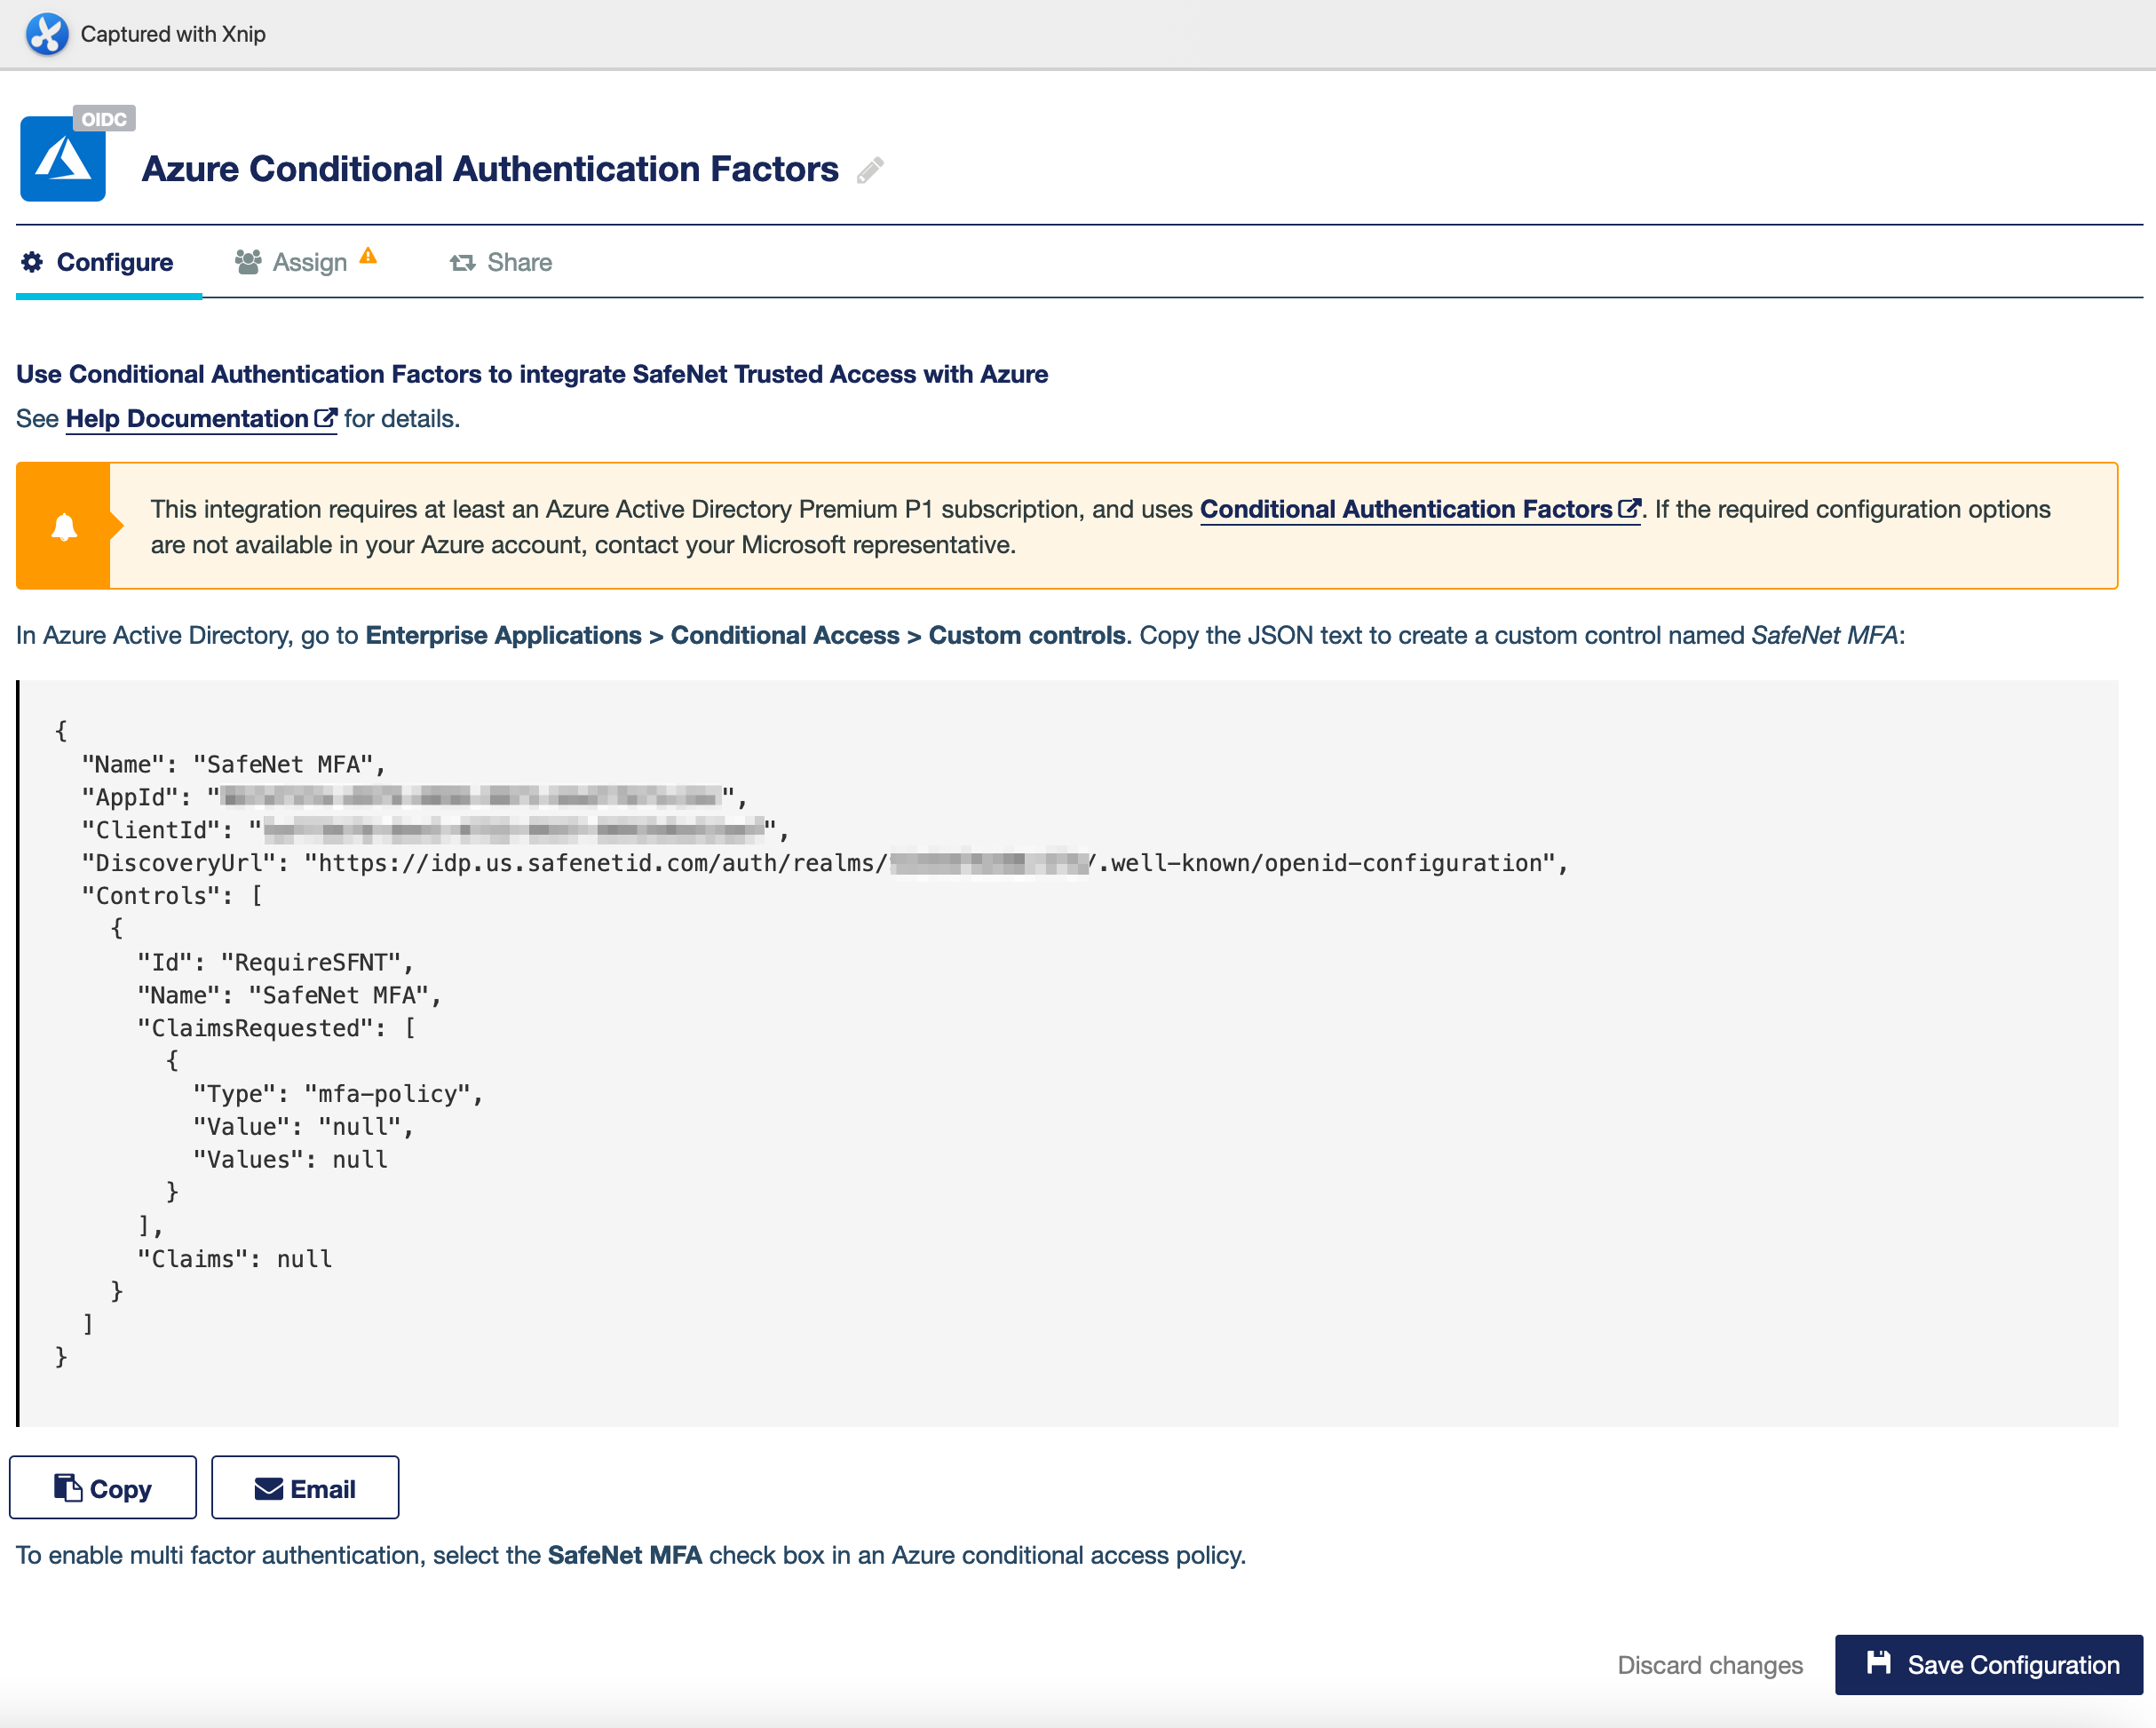 Captured with Xnip
OIDC
Azure Conditional Authentication Factors
Configure
Assign
Share
Use Conditional Authentication Factors to integrate SafeNet Trusted Access with Azure
See Help Documentation for details.
This integration requires at least an Azure Active Directory Premium P1 subscription, and uses Conditional Authentication Factors. If the required configuration options
are not available in your Azure account, contact your Microsoft representative.
In Azure Active Directory, go to Enterprise Applications > Conditional Access > Custom controls. Copy the JSON text to create a custom control named SafeNet MFA:
{
"Name": "SafeNet MFA",
"AppId": "",
"ClientId": "",
"DiscoveryUrl": "https://idp.us.safenetid.com/auth/realms//.well-known/openid-configuration",
"Controls": [
{
"Id": "RequireSFNT",
"Name": "SafeNet MFA",
"ClaimsRequested": [
{
"Type": "mfa-policy",
"Value": "null",
"Values": null
}
],
"Claims": null
}
]
}
Copy
Email
To enable multi factor authentication, select the SafeNet MFA check box in an Azure conditional access policy.
Discard changes
Save Configuration